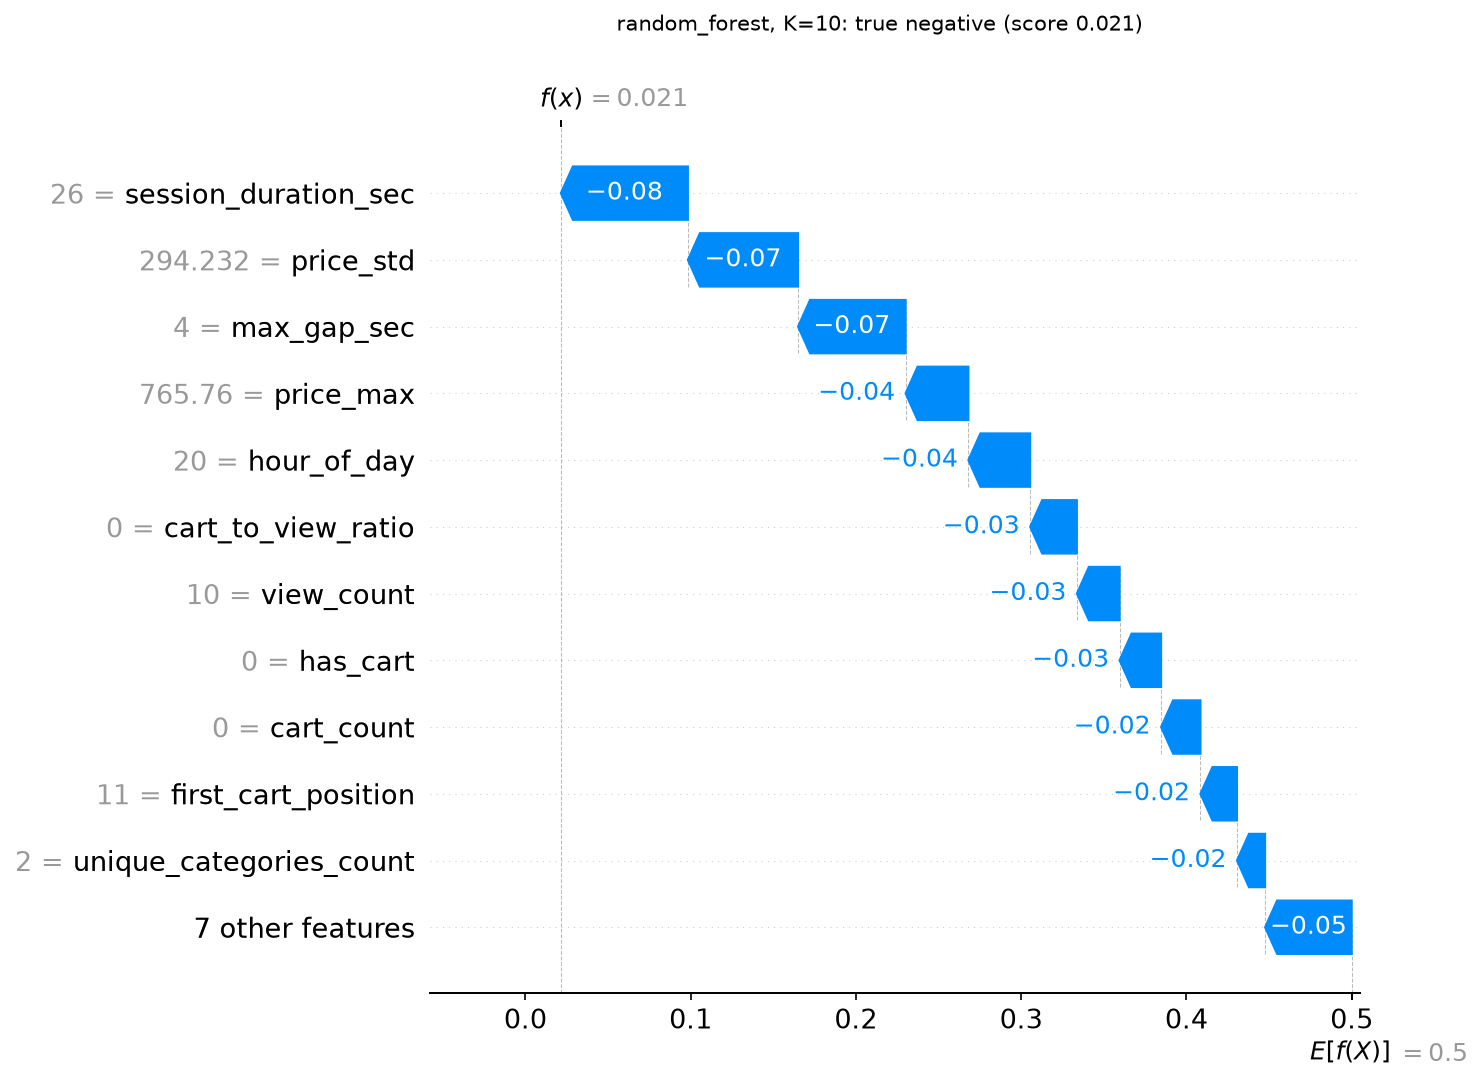 random_forest, K=10: true negative (score 0.021)
f(x) = 0.021
26 = session_duration_sec −0.08
294.232 = price_std −0.07
4 = max_gap_sec −0.07
765.76 = price_max −0.04
20 = hour_of_day −0.04
0 = cart_to_view_ratio −0.03
10 = view_count −0.03
0 = has_cart −0.03
0 = cart_count −0.02
11 = first_cart_position −0.02
2 = unique_categories_count −0.02
7 other features −0.05
0.0 0.1 0.2 0.3 0.4 0.5
E[f(X)] = 0.5